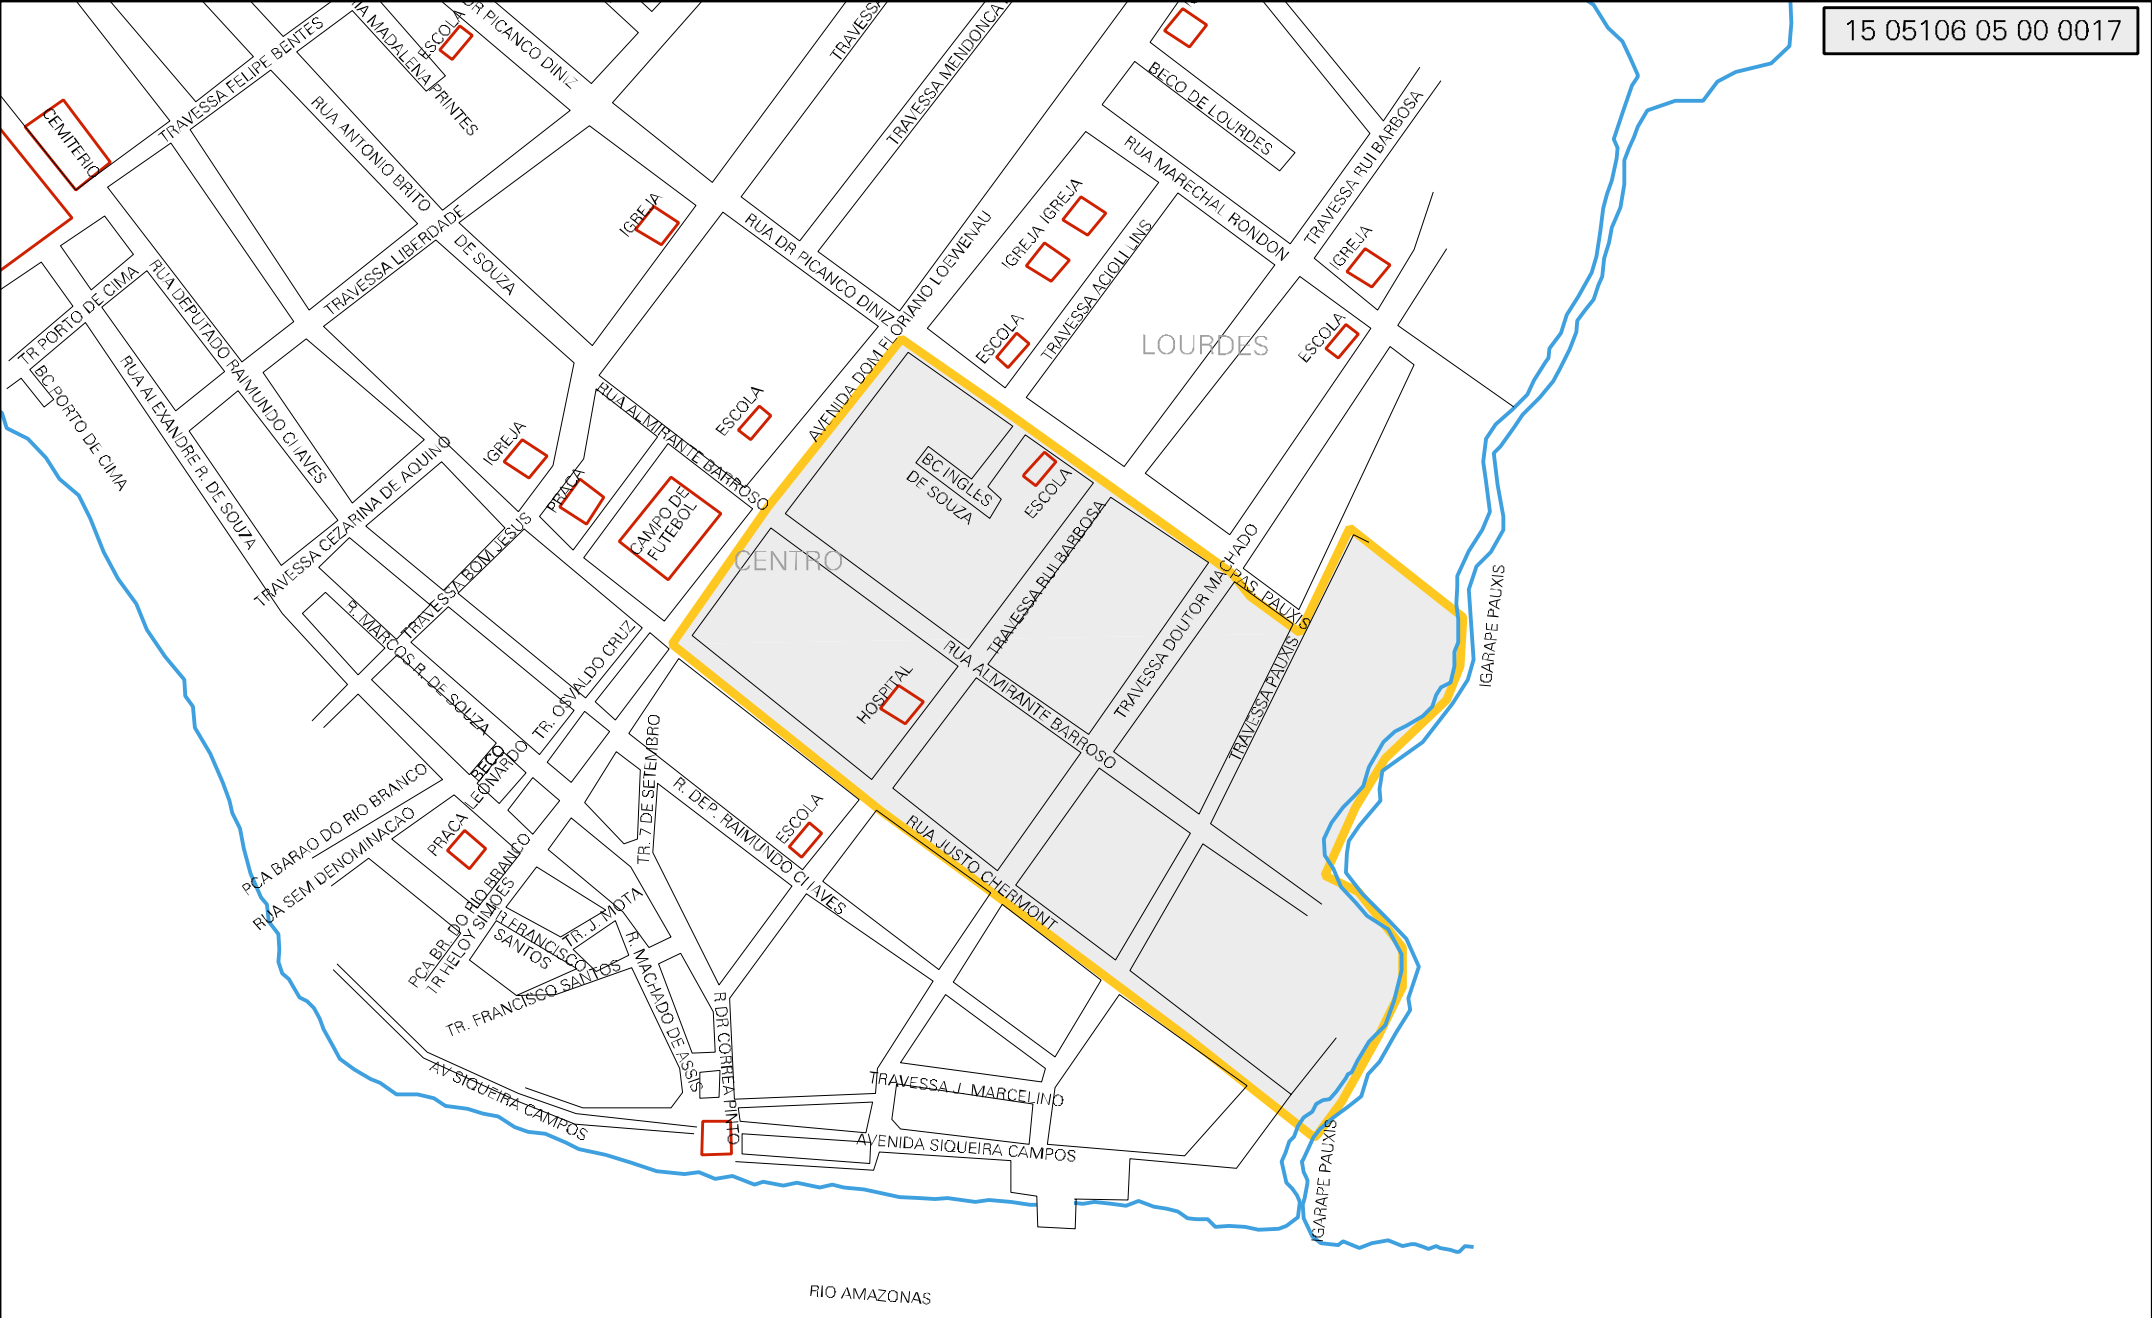 15 05106 05 00 0017
ESCOLA
DR PICANCO DINIZ
TRAVESSA
TRAVESSA MENDONCA
TRAVESSA FELIPE BENTES
MADALENA PRINTES
RUA ANTONIO BRITO
DE SOUZA
CEMITERIO
BECO DE LOURDES
RUA MARECHAL RONDON
TRAVESSA RUI BARBOSA
IGREJA
IGREJA
IGREJA
IGREJA
TRAVESSA LIBERDADE
RUA DR PICANCO DINIZ
AVENIDA DOM FLORIANO LOEWENAU
TRAVESSA ACIOLI LINS
TR PORTO DE CIMA
BC PORTO DE CIMA
RUA DEPUTADO RAIMUNDO CHAVES
RUA ALEXANDRE R. DE SOUZA
ESCOLA
LOURDES
ESCOLA
ESCOLA
RUA ALMIRANTE BARROSO
IGREJA
PRACA
CAMPO DE
FUTEBOL
CENTRO
BC INGLES
DE SOUZA
ESCOLA
TRAVESSA RUI BARBOSA
TRAVESSA CEZARINA DE AQUINO
TRAVESSA BOM JESUS
R. MARCOS R. DE SOUZA
TR. OSVALDO CRUZ
TRAVESSA DOUTOR MACHADO
PAS. PAUXIS
TRAVESSA PAUXIS
IGARAPE PAUXIS
RUA ALMIRANTE BARROSO
HOSPITAL
BECO
LEONARDO
TR. 7 DE SETEMBRO
R. DEP. RAIMUNDO CHAVES
ESCOLA
RUA JUSTO CHERMONT
PCA BARAO DO RIO BRANCO
RUA SEM DENOMINACAO
PRACA
PCA BR. DO RIO BRANCO
TR HELOY SIMOES
R FRANCISCO
SANTOS
TR. J. MOTA
TR. FRANCISCO SANTOS
R. MACHADO DE ASSIS
R DR CORREA PINTO
AV SIQUEIRA CAMPOS
TRAVESSA J. MARCELINO
AVENIDA SIQUEIRA CAMPOS
IGARAPE PAUXIS
RIO AMAZONAS